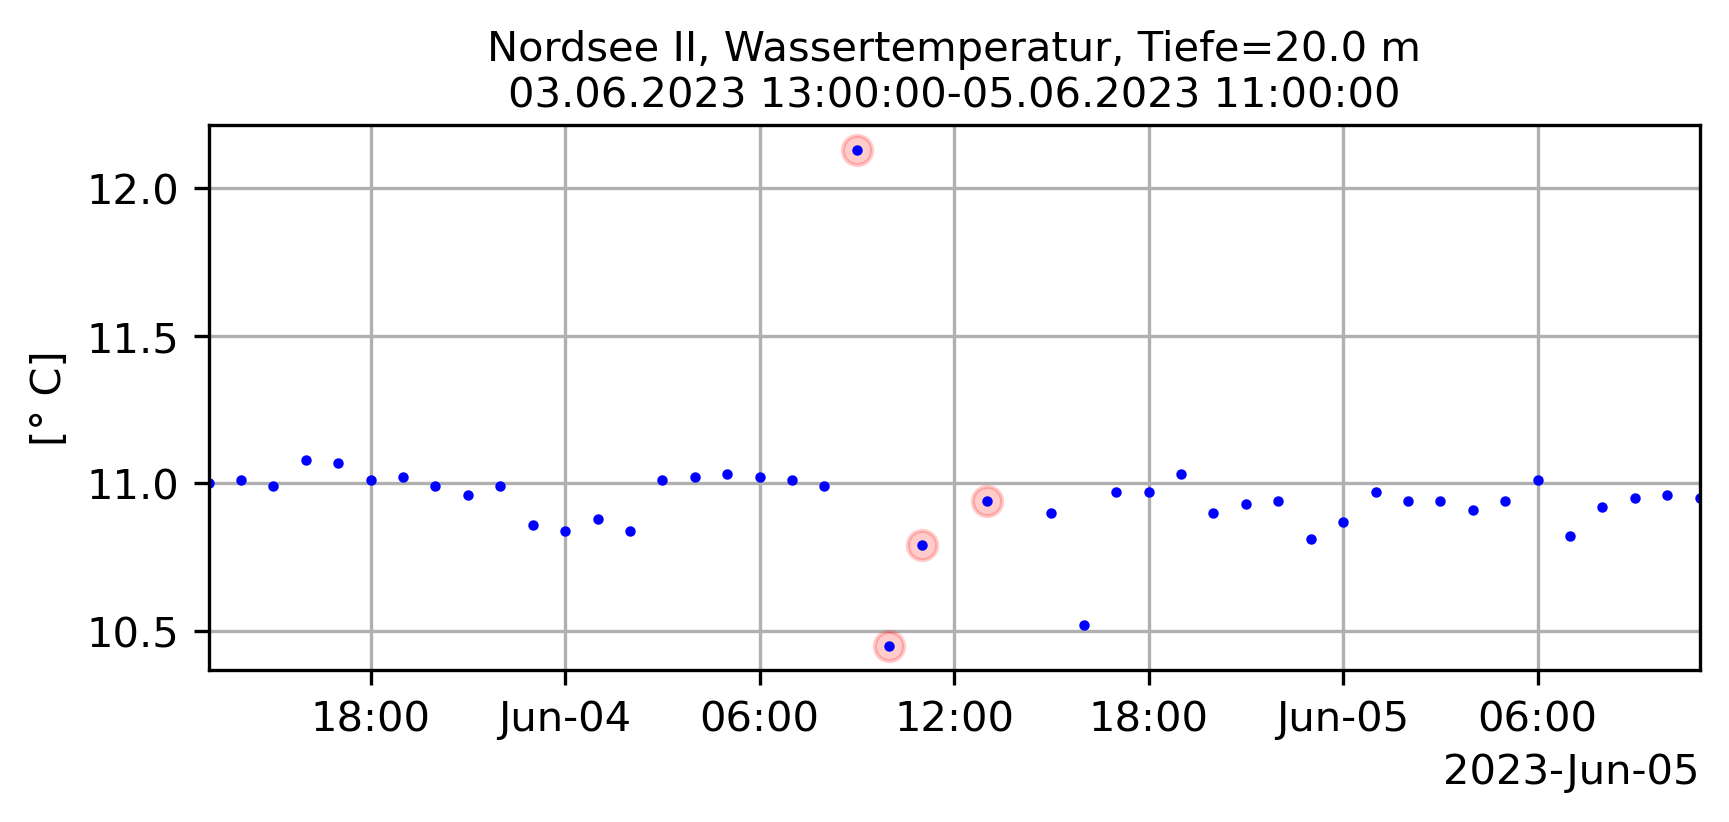 Nordsee II, Wassertemperatur, Tiefe=20.0 m
03.06.2023 13:00:00-05.06.2023 11:00:00
[° C]
12.0
11.5
11.0
10.5
18:00 Jun-04 06:00 12:00 18:00 Jun-05 06:00
2023-Jun-05